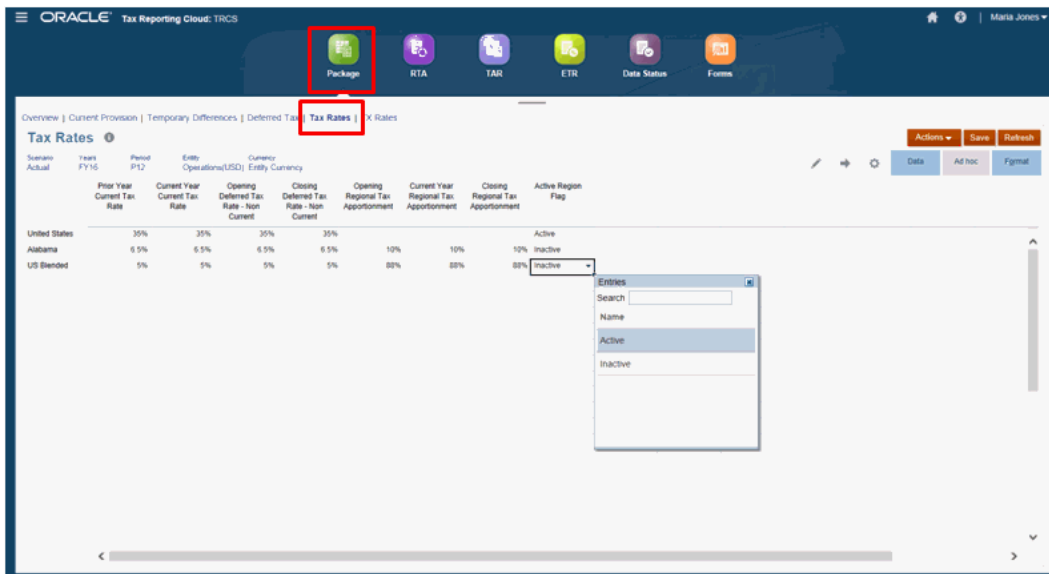 ORACLE Tax Reporting Cloud: TRCS
Maria Jones
Package RTA TAR ETR Data Status Forms
Overview | Current Provision | Temporary Differences | Deferred Tax | Tax Rates | FX Rates
Tax Rates
Actions Save Refresh
Scenario Years Period Entity Currency
Actual FY16 P12 Operations(USD) Entity Currency
Data Ad hoc Format
Prior Year Current Year Opening Closing Opening Current Year Closing Active Region
Current Tax Current Tax Deferred Tax Deferred Tax Regional Tax Regional Tax Regional Tax Flag
Rate Rate Rate - Non Rate - Non Apportionment Apportionment Apportionment
Current Current
United States 35% 35% 35% 35% Active
Alabama 6.5% 6.5% 6.5% 6.5% 10% 10% 10% Inactive
US Blended 5% 5% 5% 5% 88% 88% 88% Inactive
Entries
Search
Name
Active
Inactive